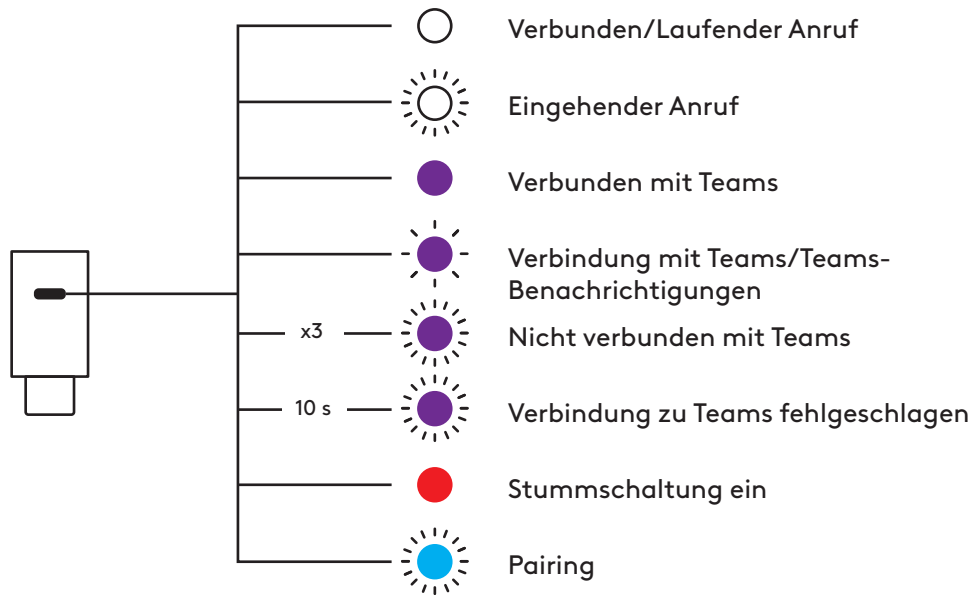 Verbunden/Laufender Anruf
Eingehender Anruf
Verbunden mit Teams
Verbindung mit Teams/Teams-
Benachrichtigungen
x3
Nicht verbunden mit Teams
10 s
Verbindung zu Teams fehlgeschlagen
Stummschaltung ein
Pairing